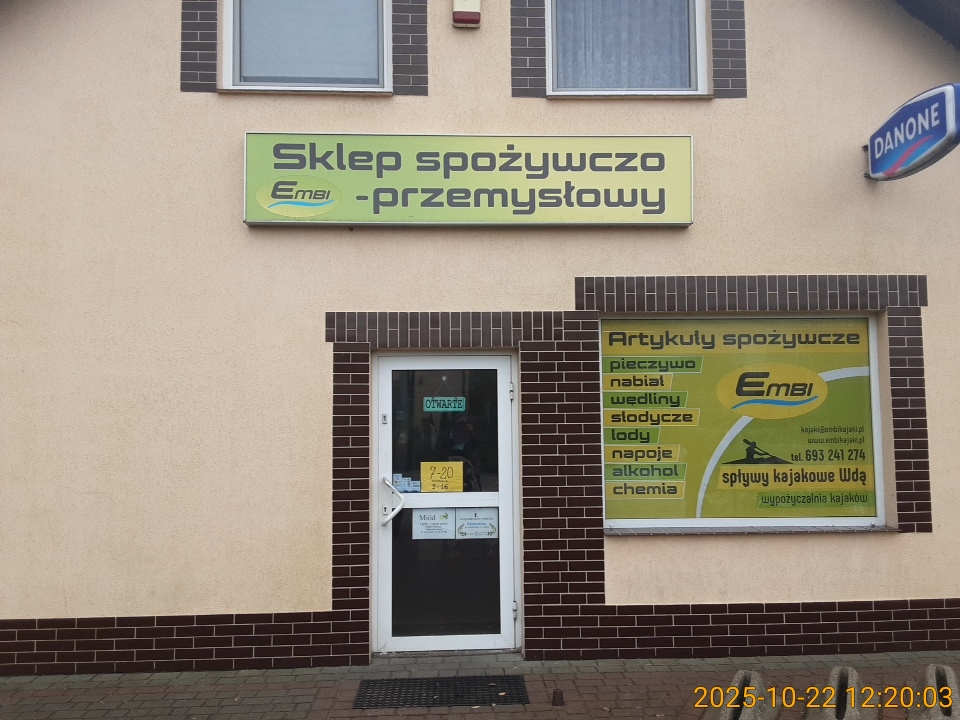 Sklep spożywczo
EMBI
-przemysłowy
DANONE
Artykuły spożywcze
pieczywo
nabiał
wędliny
słodycze
lody
napoje
alkohol
chemia
EMBI
kajaki@embikajaki.pl
www.embikajaki.pl
tel. 693 241 274
spływy kajakowe Wdą
wypożyczalnia kajaków
OTWARTE
7-20
9-16
Miód
2025-10-22 12:20:03